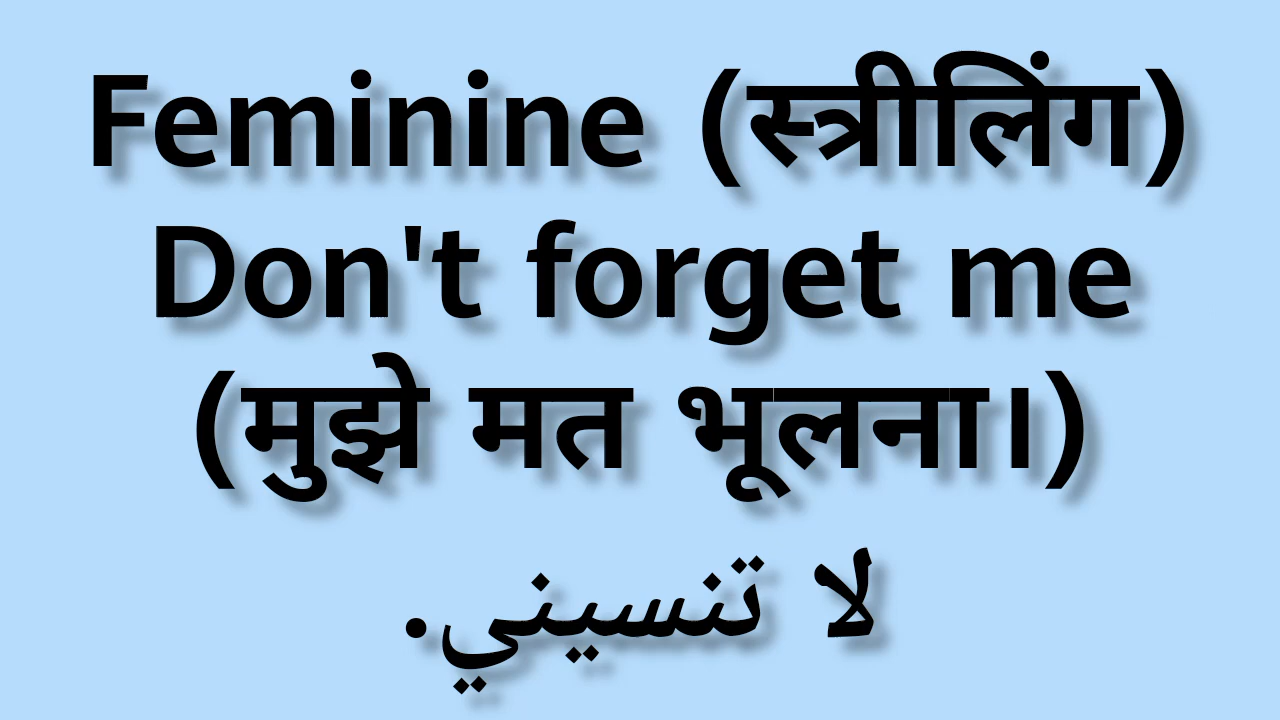 Feminine (स्त्रीलिंग)
Don't forget me
(मुझे मत भूलना।)
لا تنسيني.